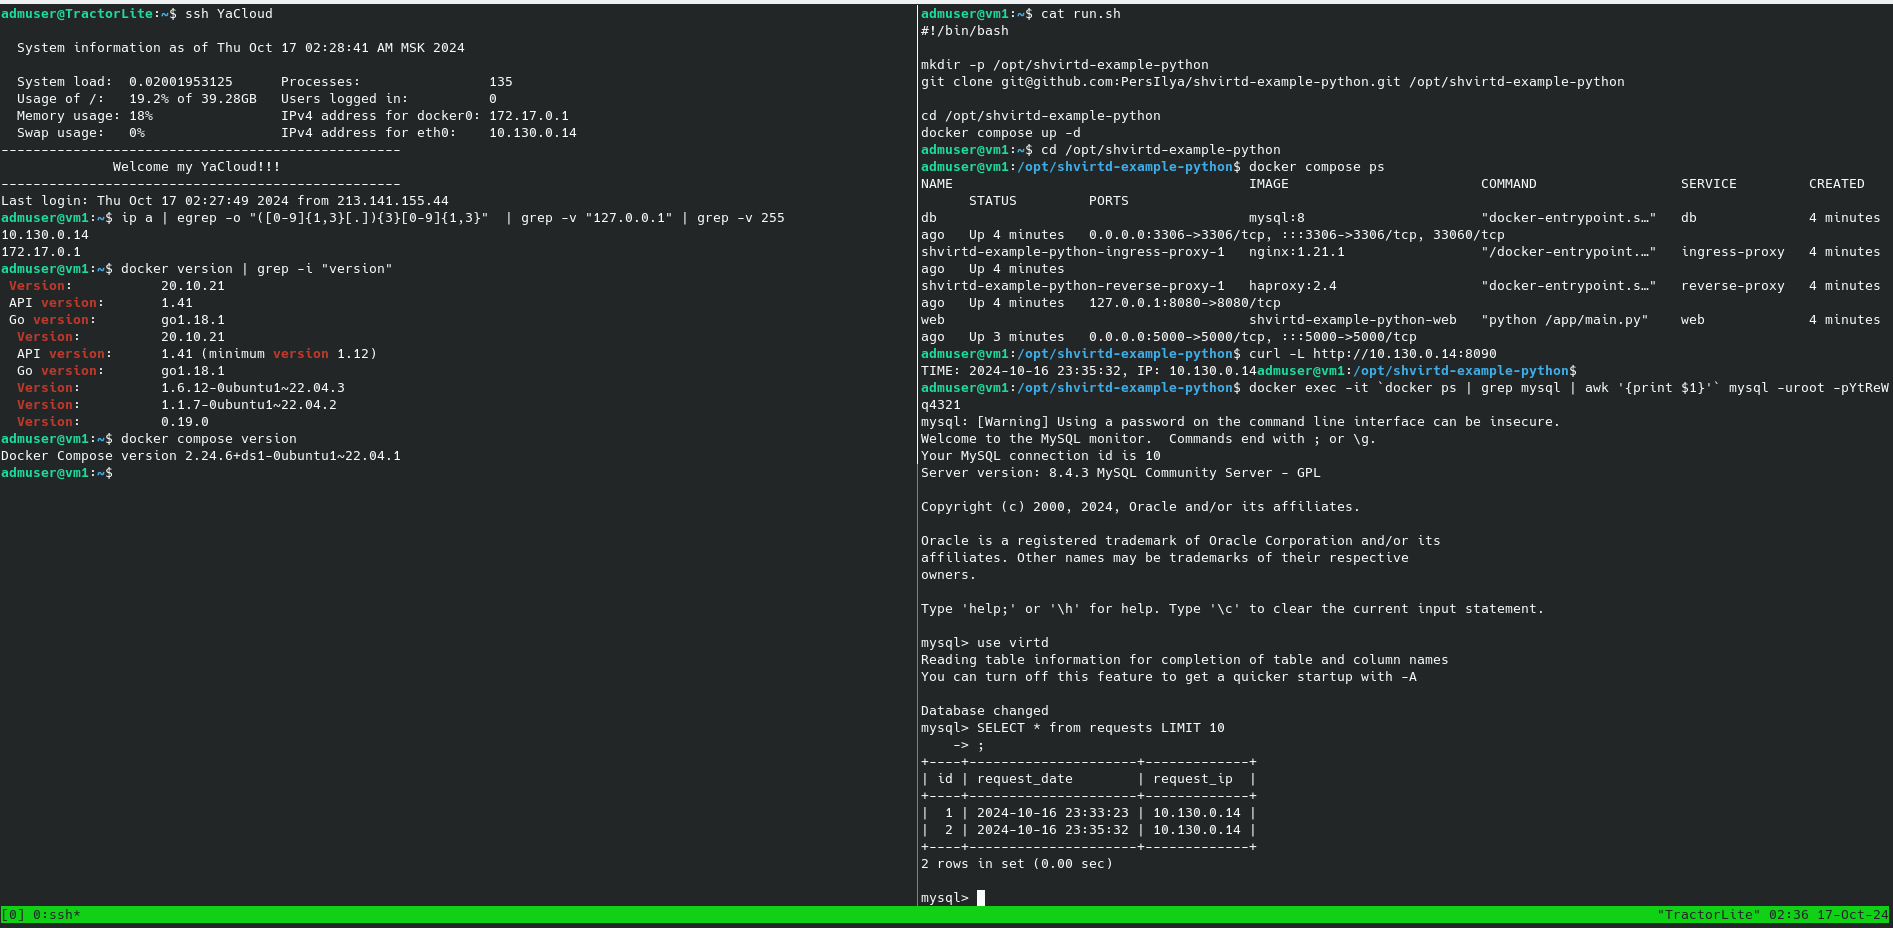 admuser@TractorLite:~$ ssh YaCloud

  System information as of Thu Oct 17 02:28:41 AM MSK 2024

  System load:  0.02001953125      Processes:                135
  Usage of /:   19.2% of 39.28GB   Users logged in:          0
  Memory usage: 18%                IPv4 address for docker0: 172.17.0.1
  Swap usage:   0%                 IPv4 address for eth0:    10.130.0.14
--------------------------------------------------
              Welcome my YaCloud!!!
--------------------------------------------------
Last login: Thu Oct 17 02:27:49 2024 from 213.141.155.44
admuser@vm1:~$ ip a | egrep -o "([0-9]{1,3}[.]){3}[0-9]{1,3}"  | grep -v "127.0.0.1" | grep -v 255
10.130.0.14
172.17.0.1
admuser@vm1:~$ docker version | grep -i "version"
 Version:           20.10.21
 API version:       1.41
 Go version:        go1.18.1
  Version:          20.10.21
  API version:      1.41 (minimum version 1.12)
  Go version:       go1.18.1
  Version:          1.6.12-0ubuntu1~22.04.3
  Version:          1.1.7-0ubuntu1~22.04.2
  Version:          0.19.0
admuser@vm1:~$ docker compose version
Docker Compose version 2.24.6+ds1-0ubuntu1~22.04.1
admuser@vm1:~$
admuser@vm1:~$ cat run.sh
#!/bin/bash

mkdir -p /opt/shvirtd-example-python
git clone git@github.com:PersIlya/shvirtd-example-python.git /opt/shvirtd-example-python

cd /opt/shvirtd-example-python
docker compose up -d
admuser@vm1:~$ cd /opt/shvirtd-example-python
admuser@vm1:/opt/shvirtd-example-python$ docker compose ps
NAME                                     IMAGE                        COMMAND                  SERVICE         CREATED
      STATUS         PORTS
db                                       mysql:8                      "docker-entrypoint.s…"   db              4 minutes
ago   Up 4 minutes   0.0.0.0:3306->3306/tcp, :::3306->3306/tcp, 33060/tcp
shvirtd-example-python-ingress-proxy-1   nginx:1.21.1                 "/docker-entrypoint.…"   ingress-proxy   4 minutes
ago   Up 4 minutes
shvirtd-example-python-reverse-proxy-1   haproxy:2.4                  "docker-entrypoint.s…"   reverse-proxy   4 minutes
ago   Up 4 minutes   127.0.0.1:8080->8080/tcp
web                                      shvirtd-example-python-web   "python /app/main.py"    web             4 minutes
ago   Up 3 minutes   0.0.0.0:5000->5000/tcp, :::5000->5000/tcp
admuser@vm1:/opt/shvirtd-example-python$ curl -L http://10.130.0.14:8090
TIME: 2024-10-16 23:35:32, IP: 10.130.0.14admuser@vm1:/opt/shvirtd-example-python$
admuser@vm1:/opt/shvirtd-example-python$ docker exec -it `docker ps | grep mysql | awk '{print $1}'` mysql -uroot -pYtReW
q4321
mysql: [Warning] Using a password on the command line interface can be insecure.
Welcome to the MySQL monitor.  Commands end with ; or \g.
Your MySQL connection id is 10
Server version: 8.4.3 MySQL Community Server - GPL

Copyright (c) 2000, 2024, Oracle and/or its affiliates.

Oracle is a registered trademark of Oracle Corporation and/or its
affiliates. Other names may be trademarks of their respective
owners.

Type 'help;' or '\h' for help. Type '\c' to clear the current input statement.

mysql> use virtd
Reading table information for completion of table and column names
You can turn off this feature to get a quicker startup with -A

Database changed
mysql> SELECT * from requests LIMIT 10
    -> ;
+----+---------------------+-------------+
| id | request_date        | request_ip  |
+----+---------------------+-------------+
|  1 | 2024-10-16 23:33:23 | 10.130.0.14 |
|  2 | 2024-10-16 23:35:32 | 10.130.0.14 |
+----+---------------------+-------------+
2 rows in set (0.00 sec)

mysql>
[0] 0:ssh*
"TractorLite" 02:36 17-Oct-24